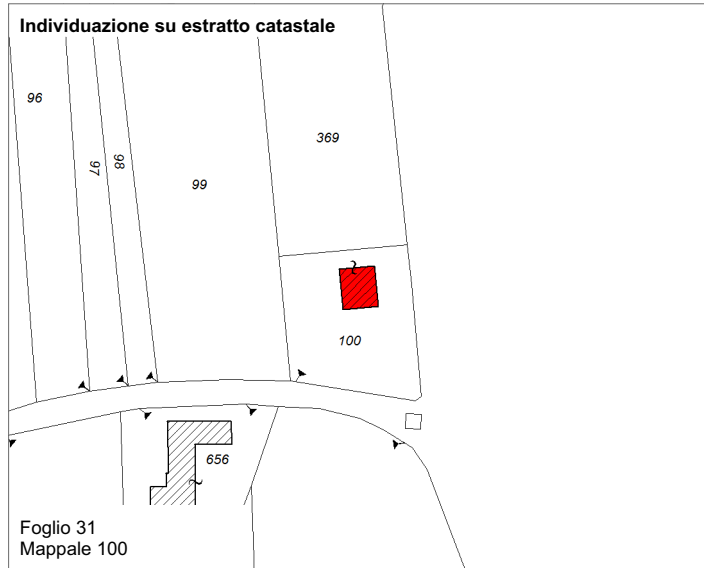 Individuazione su estratto catastale
96
97
98
99
369
100
656
Foglio 31
Mappale 100